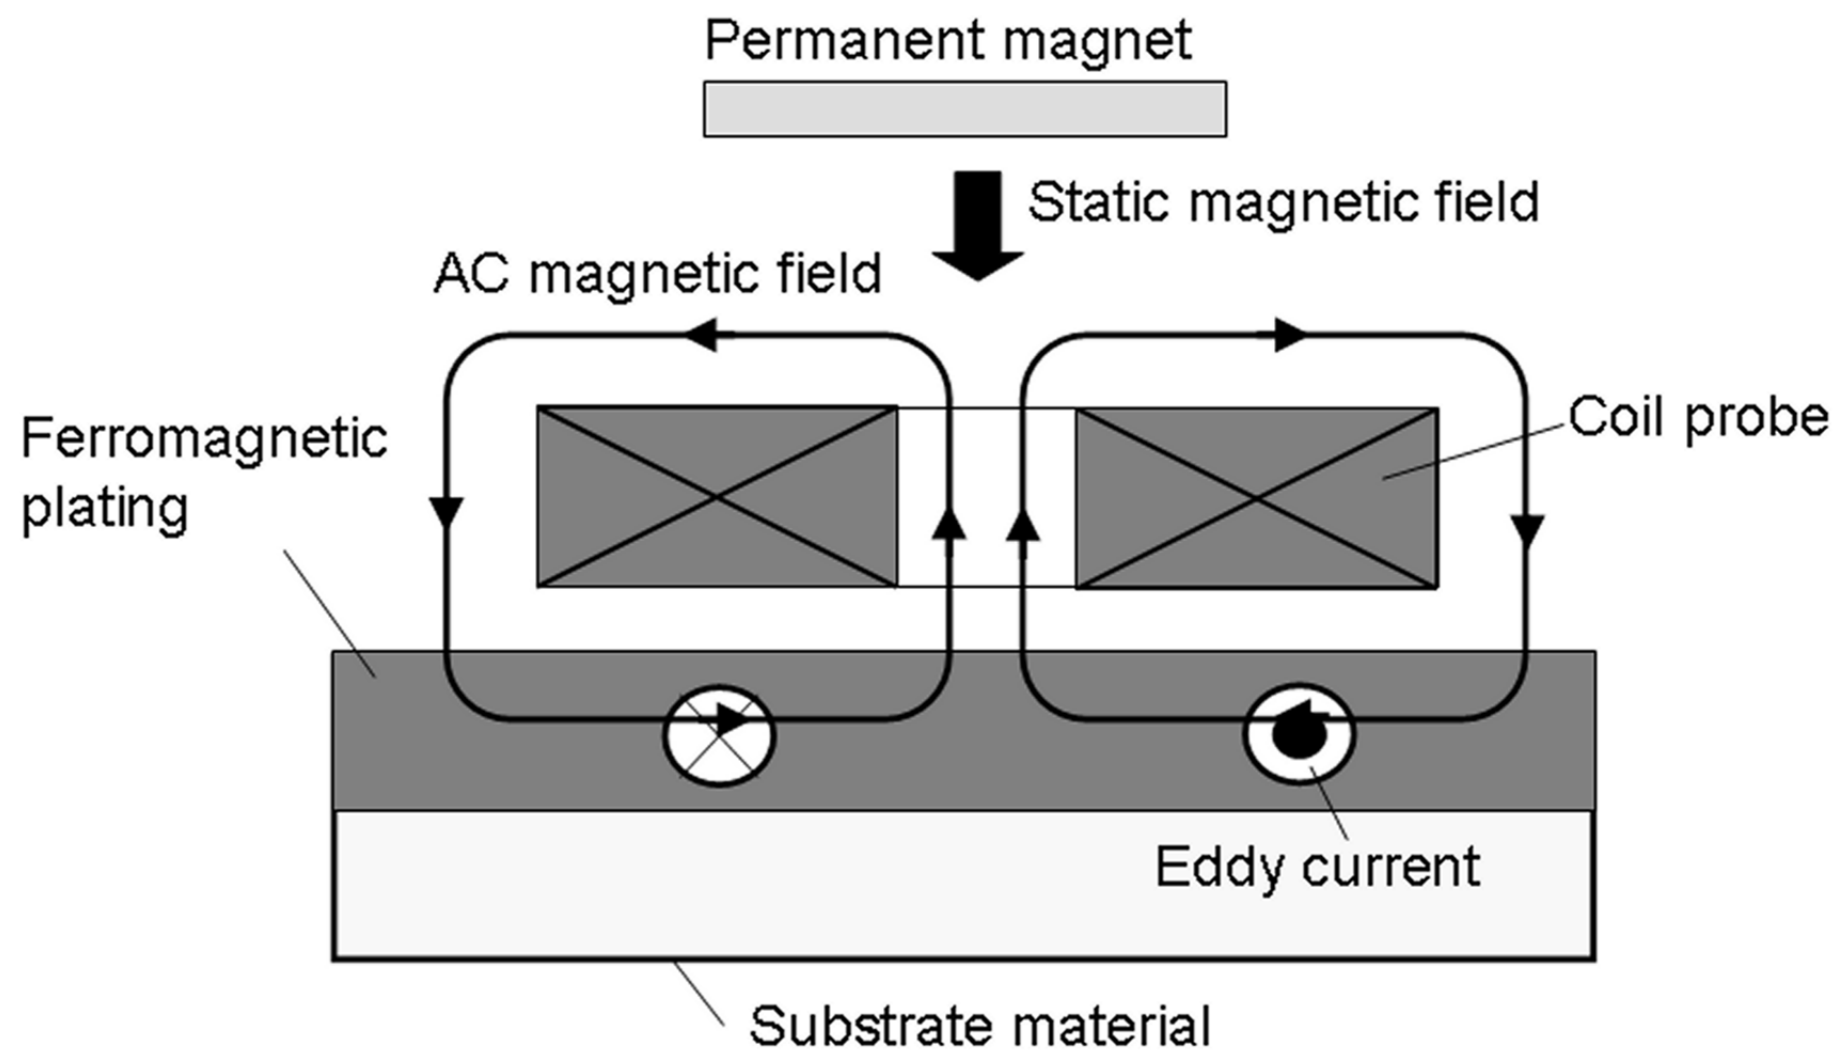 Permanent magnet
Static magnetic field
AC magnetic field
Ferromagnetic
plating
Coil probe
Eddy current
Substrate material